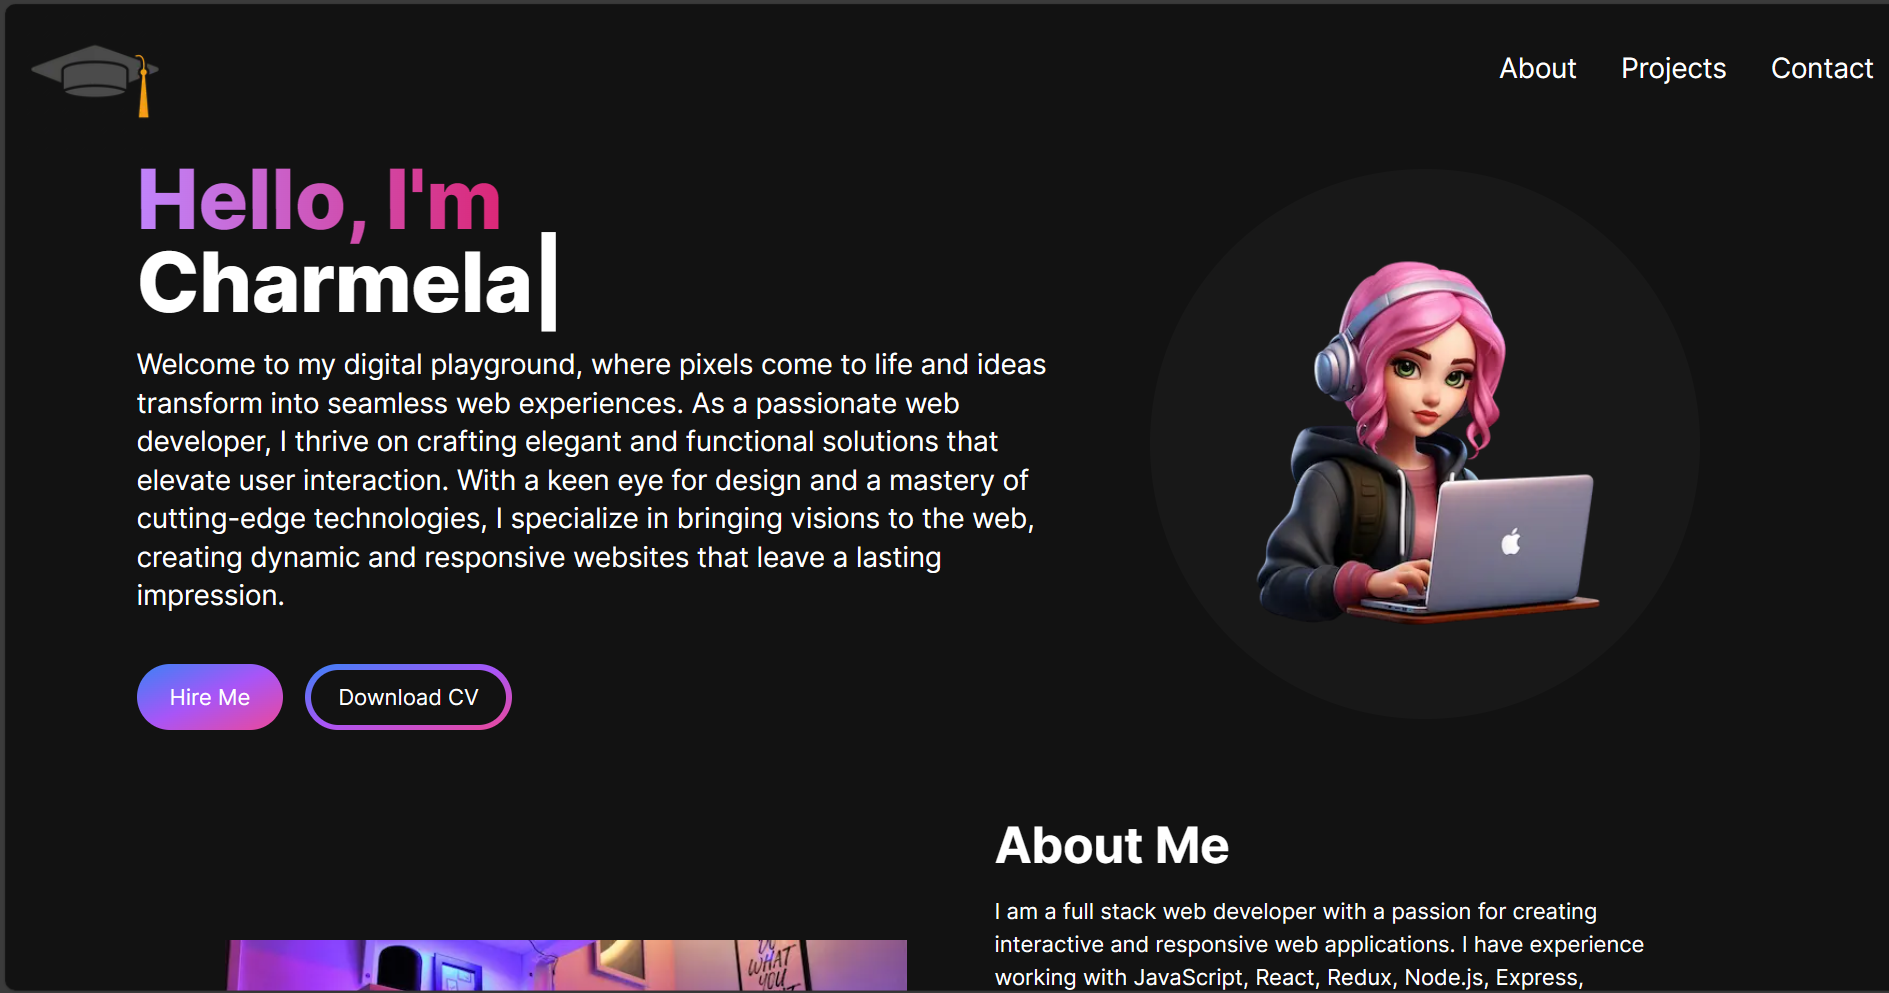 About Projects Contact
Hello, I'm
Charmela
Welcome to my digital playground, where pixels come to life and ideas
transform into seamless web experiences. As a passionate web
developer, I thrive on crafting elegant and functional solutions that
elevate user interaction. With a keen eye for design and a mastery of
cutting-edge technologies, I specialize in bringing visions to the web,
creating dynamic and responsive websites that leave a lasting
impression.
Hire Me Download CV
About Me
I am a full stack web developer with a passion for creating
interactive and responsive web applications. I have experience
working with JavaScript, React, Redux, Node.js, Express,
WHAT
YOU